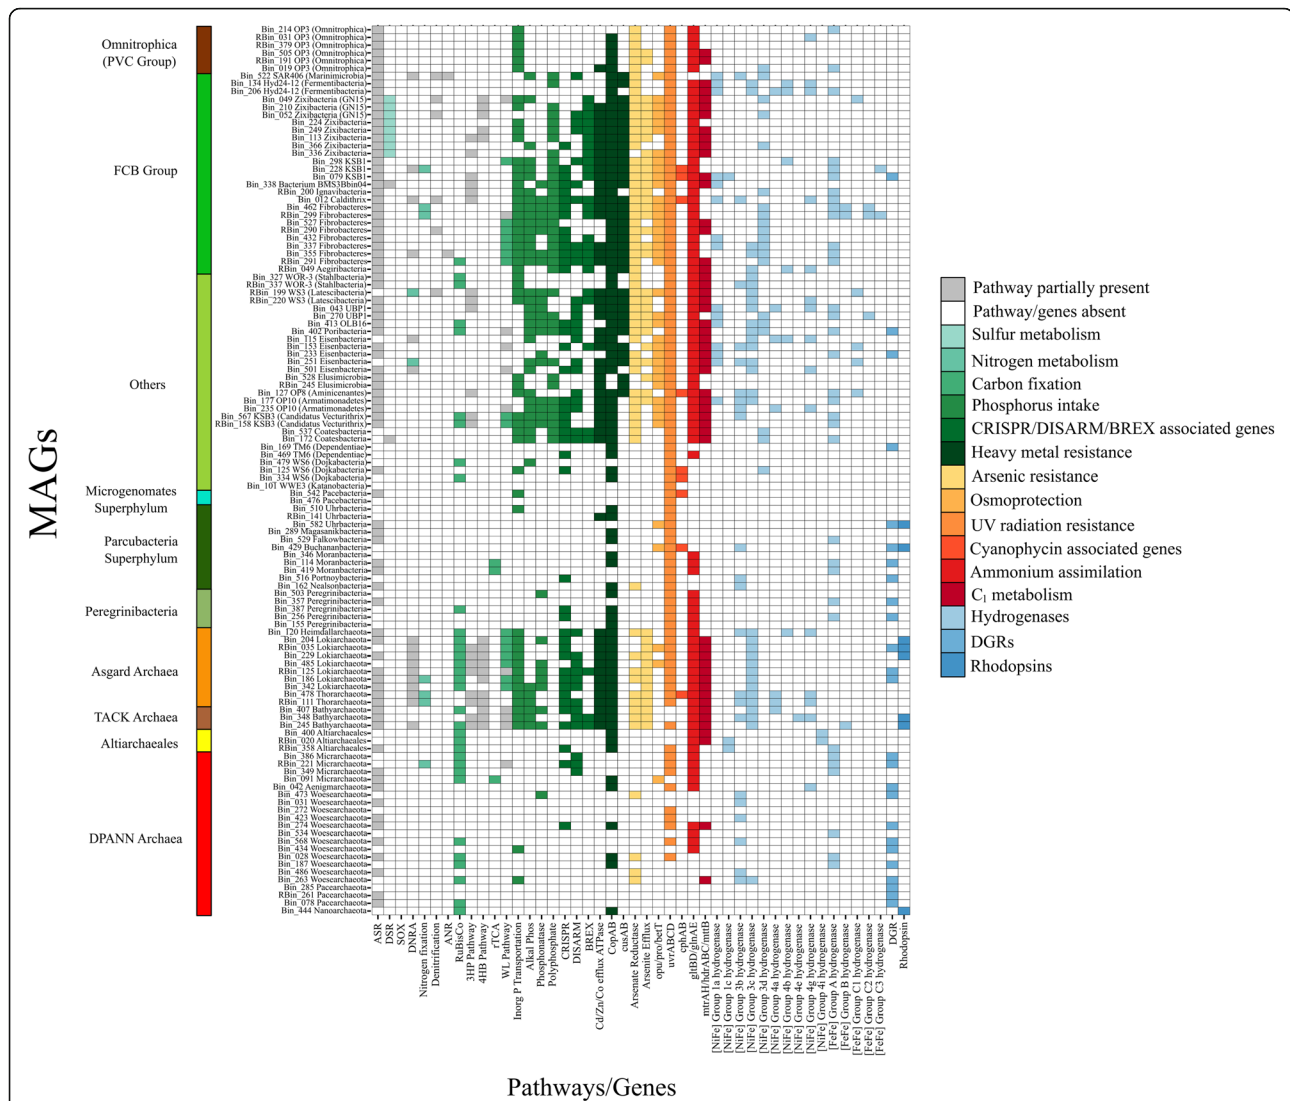 MAGs
Omnitrophica
(PVC Group)
FCB Group
Others
Microgenomates
Superphylum
Parcubacteria
Superphylum
Peregrinibacteria
Asgard Archaea
TACK Archaea
Altiarchaeales
DPANN Archaea
Bin_214 OP3 (Omnitrophica)
RBin_031 OP3 (Omnitrophica)
RBin_379 OP3 (Omnitrophica)
Bin_505 OP3 (Omnitrophica)
RBin_191 OP3 (Omnitrophica)
Bin_019 OP3 (Omnitrophica)
Bin_522 SAR406 (Marinimicrobia)
Bin_134 Hyd24-12 (Fermentibacteria)
Bin_206 Hyd24-12 (Fermentibacteria)
Bin_049 Zixibacteria (GN15)
Bin_210 Zixibacteria (GN15)
Bin_052 Zixibacteria (GN15)
Bin_224 Zixibacteria
Bin_249 Zixibacteria
Bin_113 Zixibacteria
Bin_366 Zixibacteria
Bin_336 Zixibacteria
Bin_298 KSB1
Bin_228 KSB1
Bin_079 KSB1
Bin_338 Bacterium BMS3Bbin04
RBin_200 Ignavibacteria
Bin_012 Caldithrix
Bin_462 Fibrobacteres
RBin_299 Fibrobacteres
Bin_527 Fibrobacteres
RBin_290 Fibrobacteres
Bin_432 Fibrobacteres
Bin_337 Fibrobacteres
Bin_355 Fibrobacteres
RBin_291 Fibrobacteres
RBin_049 Aegiribacteria
Bin_327 WOR-3 (Stahlbacteria)
RBin_337 WOR-3 (Stahlbacteria)
RBin_199 WS3 (Latescibacteria)
RBin_220 WS3 (Latescibacteria)
Bin_043 UBP1
Bin_270 UBP1
Bin_413 OLB16
Bin_402 Poribacteria
Bin_115 Eisenbacteria
Bin_153 Eisenbacteria
Bin_233 Eisenbacteria
Bin_251 Eisenbacteria
Bin_501 Eisenbacteria
Bin_528 Elusimicrobia
RBin_245 Elusimicrobia
Bin_127 OP8 (Aminicenantes)
Bin_177 OP10 (Armatimonadetes)
Bin_235 OP10 (Armatimonadetes)
Bin_567 KSB3 (Candidatus Vecturithrix)
RBin_158 KSB3 (Candidatus Vecturithrix)
Bin_537 Coatesbacteria
Bin_172 Coatesbacteria
Bin_169 TM6 (Dependentiae)
Bin_469 TM6 (Dependentiae)
Bin_479 WS6 (Dojkabacteria)
Bin_125 WS6 (Dojkabacteria)
Bin_334 WS6 (Dojkabacteria)
Bin_101 WWE3 (Katanobacteria)
Bin_542 Pacebacteria
Bin_476 Pacebacteria
Bin_510 Uhrbacteria
RBin_141 Uhrbacteria
Bin_582 Uhrbacteria
Bin_289 Magasanikbacteria
Bin_529 Falkowbacteria
Bin_429 Buchananbacteria
Bin_346 Moranbacteria
Bin_114 Moranbacteria
Bin_419 Moranbacteria
Bin_516 Portnoybacteria
Bin_162 Nealsonbacteria
Bin_503 Peregrinibacteria
Bin_357 Peregrinibacteria
Bin_387 Peregrinibacteria
Bin_256 Peregrinibacteria
Bin_155 Peregrinibacteria
Bin_120 Heimdallarchaeota
Bin_204 Lokiarchaeota
RBin_035 Lokiarchaeota
Bin_229 Lokiarchaeota
Bin_485 Lokiarchaeota
RBin_125 Lokiarchaeota
Bin_186 Lokiarchaeota
Bin_342 Lokiarchaeota
Bin_478 Thorarchaeota
RBin_111 Thorarchaeota
Bin_407 Bathyarchaeota
Bin_348 Bathyarchaeota
Bin_245 Bathyarchaeota
Bin_400 Altiarchaeales
RBin_020 Altiarchaeales
RBin_358 Altiarchaeales
Bin_386 Micrarchaeota
RBin_221 Micrarchaeota
Bin_349 Micrarchaeota
Bin_091 Micrarchaeota
Bin_042 Aenigmarchaeota
Bin_473 Woesearchaeota
Bin_031 Woesearchaeota
Bin_272 Woesearchaeota
Bin_423 Woesearchaeota
Bin_274 Woesearchaeota
Bin_534 Woesearchaeota
Bin_568 Woesearchaeota
Bin_434 Woesearchaeota
Bin_028 Woesearchaeota
Bin_187 Woesearchaeota
Bin_486 Woesearchaeota
Bin_263 Woesearchaeota
Bin_285 Pacearchaeota
RBin_261 Pacearchaeota
Bin_078 Pacearchaeota
Bin_444 Nanoarchaeota
ASR
DSR
SOX
DNRA
Nitrogen fixation
Denitrification
ANR
RuBisCo
3HP Pathway
4HB Pathway
rTCA
WL Pathway
Inorg P Transportation
Alkal Phos
Phosphonatase
Polyphosphate
CRISPR
DISARM
BREX
Cd/Zn/Co efflux ATPase
CopAB
cusAB
Arsenate Reductase
Arsenite Efflux
opu/pro/betT
uvrABCD
cphAB
gltBD/glnAE
mtrAH/hdrABC/mttB
[NiFe] Group 1a hydrogenase
[NiFe] Group 1c hydrogenase
[NiFe] Group 3b hydrogenase
[NiFe] Group 3c hydrogenase
[NiFe] Group 3d hydrogenase
[NiFe] Group 4a hydrogenase
[NiFe] Group 4b hydrogenase
[NiFe] Group 4e hydrogenase
[NiFe] Group 4g hydrogenase
[NiFe] Group 4i hydrogenase
[FeFe] Group A hydrogenase
[FeFe] Group B hydrogenase
[FeFe] Group C1 hydrogenase
[FeFe] Group C2 hydrogenase
[FeFe] Group C3 hydrogenase
DGR
Rhodopsin
Pathways/Genes
Pathway partially present
Pathway/genes absent
Sulfur metabolism
Nitrogen metabolism
Carbon fixation
Phosphorus intake
CRISPR/DISARM/BREX associated genes
Heavy metal resistance
Arsenic resistance
Osmoprotection
UV radiation resistance
Cyanophycin associated genes
Ammonium assimilation
C₁ metabolism
Hydrogenases
DGRs
Rhodopsins